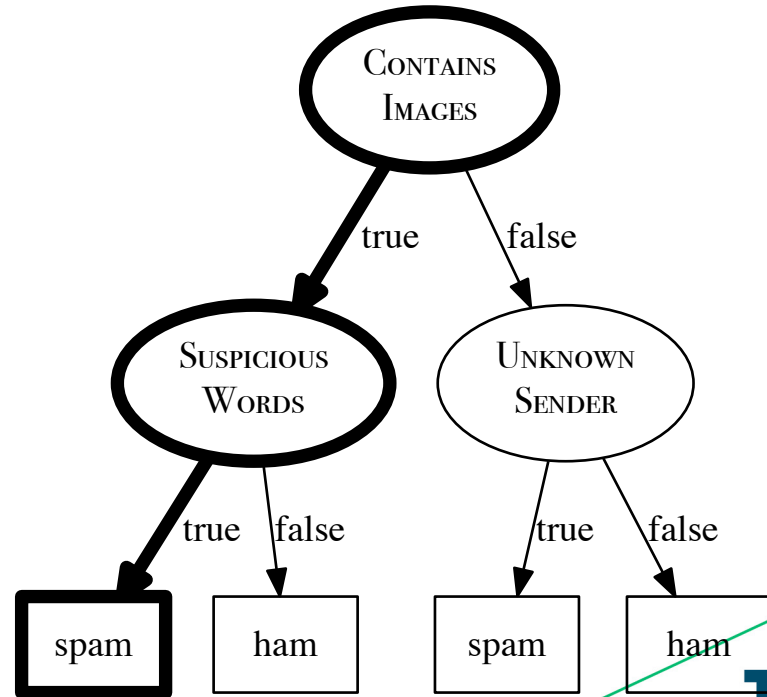 Contains
Images
true
false
Suspicious
Words
Unknown
Sender
true
false
true
false
spam
ham
spam
ham